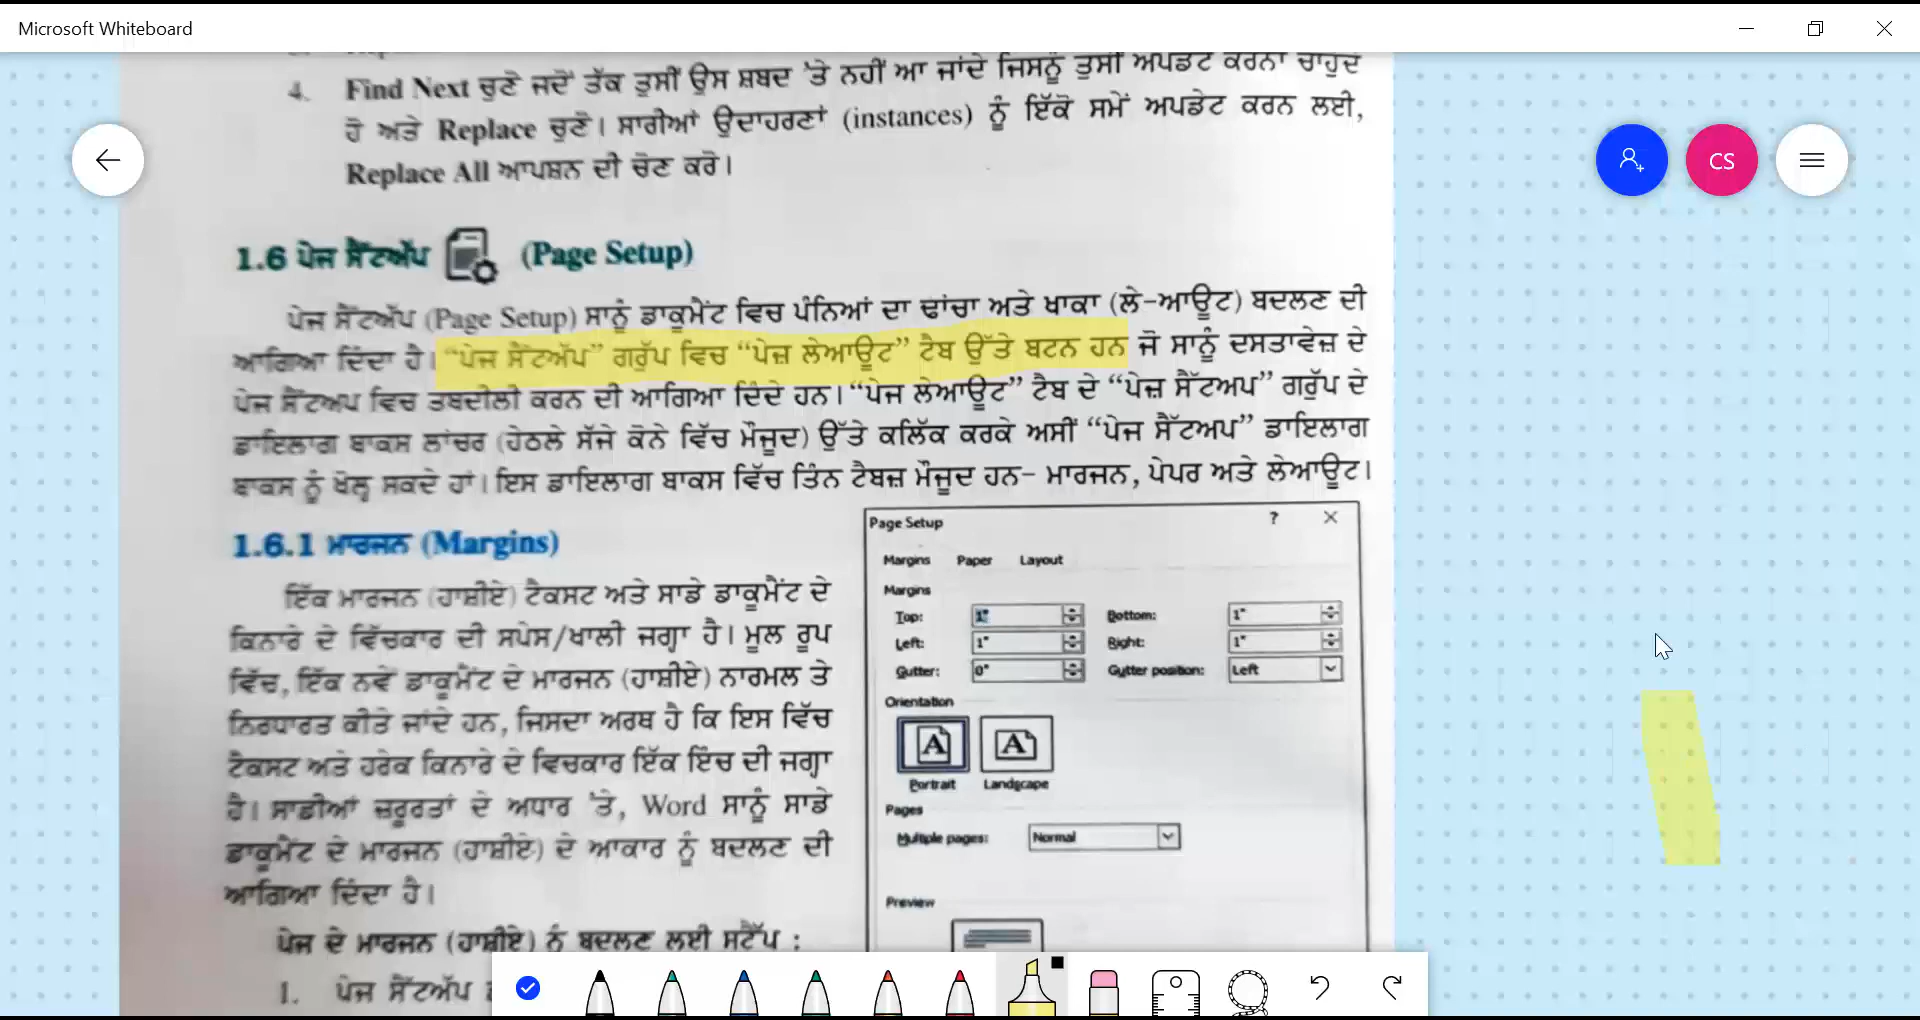 Microsoft Whiteboard
4. Find Next ਚੁਣੋ ਜਦੋਂ ਤੱਕ ਤੁਸੀਂ ਉਸ ਸ਼ਬਦ 'ਤੇ ਨਹੀਂ ਆ ਜਾਂਦੇ ਜਿਸਨੂੰ ਤੁਸੀਂ ਅਪਡੇਟ ਕਰਨਾ ਚਾਹੁੰਦੇ
ਹੋ ਅਤੇ Replace ਚੁਣੋ। ਸਾਰੀਆਂ ਉਦਾਹਰਣਾਂ (instances) ਨੂੰ ਇੱਕੋ ਸਮੇਂ ਅਪਡੇਟ ਕਰਨ ਲਈ,
Replace All ਆਪਸ਼ਨ ਦੀ ਚੋਣ ਕਰੋ।
CS
1.6 ਪੇਜ ਸੈੱਟਅੱਪ (Page Setup)
ਪੇਜ ਸੈੱਟਅੱਪ (Page Setup) ਸਾਨੂੰ ਡਾਕੂਮੈਂਟ ਵਿਚ ਪੰਨਿਆਂ ਦਾ ਢਾਂਚਾ ਅਤੇ ਖਾਕਾ (ਲੇ-ਆਊਟ) ਬਦਲਣ ਦੀ
ਆਗਿਆ ਦਿੰਦਾ ਹੈ। “ਪੇਜ ਸੈੱਟਅੱਪ” ਗਰੁੱਪ ਵਿਚ “ਪੇਜ਼ ਲੇਆਊਟ” ਟੈਬ ਉੱਤੇ ਬਟਨ ਹਨ ਜੋ ਸਾਨੂੰ ਦਸਤਾਵੇਜ਼ ਦੇ
ਪੇਜ ਸੈੱਟਅਪ ਵਿਚ ਤਬਦੀਲੀ ਕਰਨ ਦੀ ਆਗਿਆ ਦਿੰਦੇ ਹਨ। “ਪੇਜ ਲੇਆਊਟ” ਟੈਬ ਦੇ “ਪੇਜ਼ ਸੈੱਟਅਪ” ਗਰੁੱਪ ਦੇ
ਡਾਇਲਾਗ ਬਾਕਸ ਲਾਂਚਰ (ਹੇਠਲੇ ਸੱਜੇ ਕੋਨੇ ਵਿੱਚ ਮੌਜੂਦ) ਉੱਤੇ ਕਲਿੱਕ ਕਰਕੇ ਅਸੀਂ “ਪੇਜ ਸੈੱਟਅਪ” ਡਾਇਲਾਗ
ਬਾਕਸ ਨੂੰ ਖੋਲ੍ਹ ਸਕਦੇ ਹਾਂ। ਇਸ ਡਾਇਲਾਗ ਬਾਕਸ ਵਿੱਚ ਤਿੰਨ ਟੈਬਜ਼ ਮੌਜੂਦ ਹਨ- ਮਾਰਜਨ, ਪੇਪਰ ਅਤੇ ਲੇਆਊਟ।
1.6.1 ਮਾਰਜਨ (Margins)
ਇੱਕ ਮਾਰਜਨ (ਹਾਸ਼ੀਏ) ਟੈਕਸਟ ਅਤੇ ਸਾਡੇ ਡਾਕੂਮੈਂਟ ਦੇ
ਕਿਨਾਰੇ ਦੇ ਵਿੱਚਕਾਰ ਦੀ ਸਪੇਸ/ਖਾਲੀ ਜਗ੍ਹਾ ਹੈ। ਮੂਲ ਰੂਪ
ਵਿੱਚ, ਇੱਕ ਨਵੇਂ ਡਾਕੂਮੈਂਟ ਦੇ ਮਾਰਜਨ (ਹਾਸ਼ੀਏ) ਨਾਰਮਲ ਤੇ
ਨਿਰਧਾਰਤ ਕੀਤੇ ਜਾਂਦੇ ਹਨ, ਜਿਸਦਾ ਅਰਥ ਹੈ ਕਿ ਇਸ ਵਿੱਚ
ਟੈਕਸਟ ਅਤੇ ਹਰੇਕ ਕਿਨਾਰੇ ਦੇ ਵਿਚਕਾਰ ਇੱਕ ਇੰਚ ਦੀ ਜਗ੍ਹਾ
ਹੈ। ਸਾਡੀਆਂ ਜ਼ਰੂਰਤਾਂ ਦੇ ਅਧਾਰ 'ਤੇ, Word ਸਾਨੂੰ ਸਾਡੇ
ਡਾਕੂਮੈਂਟ ਦੇ ਮਾਰਜਨ (ਹਾਸ਼ੀਏ) ਦੇ ਆਕਾਰ ਨੂੰ ਬਦਲਣ ਦੀ
ਆਗਿਆ ਦਿੰਦਾ ਹੈ।
ਪੇਜ ਦੇ ਮਾਰਜਨ (ਹਾਸ਼ੀਏ) ਨੂੰ ਬਦਲਣ ਲਈ ਸਟੈੱਪ :
1. ਪੇਜ ਸੈੱਟਅੱਪ
Page Setup ?
Margins Paper Layout
Margins
Top: 1" Bottom: 1"
Left: 1" Right: 1"
Gutter: 0" Gutter position: Left
Orientation
A A
Portrait Landscape
Pages
Multiple pages: Normal
Preview